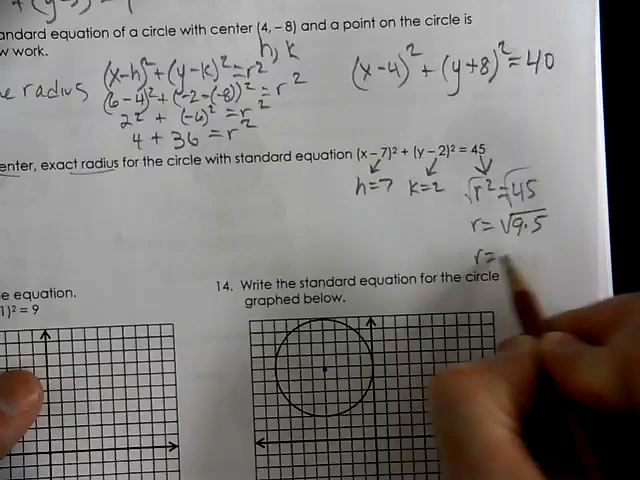 andard equation of a circle with center (4, – 8) and a point on the circle is
w work.
h, k
e radius
(x-h)² + (y-k)² = r²
(6-4)² + (-2-(-8))² = r²
2² + (-6)² = r²
4 + 36 = r²
(x-4)² + (y+8)² = 40
enter, exact radius for the circle with standard equation (x – 7)² + (y – 2)² = 45
h=7 k=2 √r² = √45
r = √9·5
r =
e equation.
1)² = 9
14. Write the standard equation for the circle
graphed below.